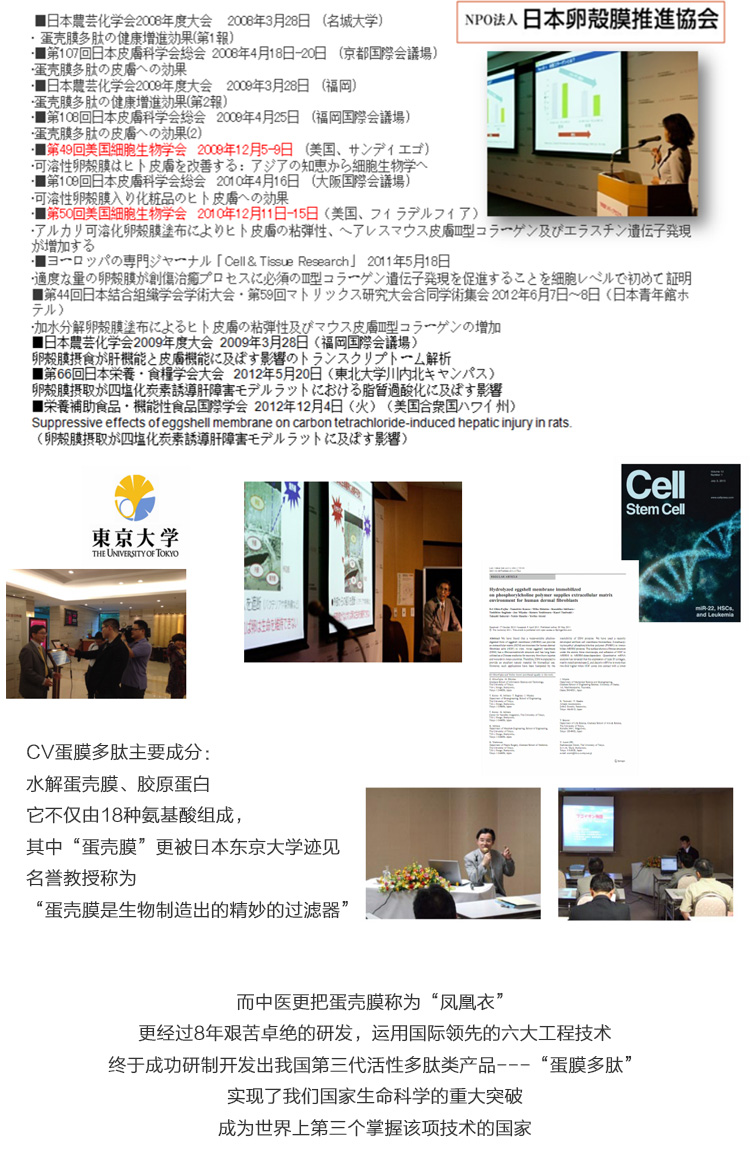 ■日本農芸化学会2008年度大会　2008年3月28日 （名城大学）
NPO法人 日本卵殻膜推進協会
・蛋壳膜多肽の健康増進効果(第1報)
・■第107回日本皮膚科学会総会 2008年4月18日-20日 （京都国際会議場）
・蛋壳膜多肽の皮膚への効果
・■日本農芸化学会2009年度大会　2009年3月28日 （福岡）
・蛋壳膜多肽の健康増進効果(第2報)
・■第108回日本皮膚科学会総会 2009年4月25日 （福岡国際会議場）
・蛋壳膜多肽の皮膚への効果(2)
・■第49回美国细胞生物学会　2009年12月5-9日 （美国、サンディエゴ）
・可溶性卵殻膜はヒト皮膚を改善する：アジアの知恵から細胞生物学へ
・■第109回日本皮膚科学会総会 2010年4月16日 （大阪国際会議場）
・可溶性卵殻膜入り化粧品のヒト皮膚への効果
・■第50回美国细胞生物学会　2010年12月11日-15日（美国、フィラデルフィア）
・アルカリ可溶化卵殻膜塗布によりヒト皮膚の粘弾性、ヘアレスマウス皮膚Ⅲ型コラーゲン及びエラスチン遺伝子発現
が増加する
・■ヨーロッパの専門ジャーナル「Cell & Tissue Research」 2011年5月18日
・適度な量の卵殻膜が創傷治癒プロセスに必須のⅢ型コラーゲン遺伝子発現を促進することを細胞レベルで初めて証明
■第44回日本結合組織学会学術大会・第59回マトリックス研究大会合同学術集会 2012年6月7日～8日（日本青年館ホ
テル）
・加水分解卵殻膜塗布によるヒト皮膚の粘弾性及びマウス皮膚Ⅲ型コラーゲンの増加
■日本農芸化学会2009年度大会 2009年3月28日（福岡国際会議場）
卵殻膜摂食が肝機能と皮膚機能に及ぼす影響のトランスクリプトーム解析
■第66回日本栄養・食糧学会大会　2012年5月20日（東北大学川内北キャンパス）
卵殻膜摂取が四塩化炭素誘導肝障害モデルラットにおける脂質過酸化に及ぼす影響
■栄養補助食品・機能性食品国際学会 2012年12月4日（火）（美国合衆国ハワイ州）
Suppressive effects of eggshell membrane on carbon tetrachloride-induced hepatic injury in rats.
（卵殻膜摂取が四塩化炭素誘導肝障害モデルラットに及ぼす影響）
東京大学
THE UNIVERSITY OF TOKYO
Cell
Stem Cell
miR-22, HSCs,
and Leukemia
Hydrolyzed eggshell membrane immobilized
on phosphorylcholine polymer supplies extracellular matrix
environment for human dermal fibroblasts
CV蛋膜多肽主要成分：
水解蛋壳膜、胶原蛋白
它不仅由18种氨基酸组成，
其中“蛋壳膜”更被日本东京大学迹见
名誉教授称为
“蛋壳膜是生物制造出的精妙的过滤器”
而中医更把蛋壳膜称为“凤凰衣”
更经过8年艰苦卓绝的研发，运用国际领先的六大工程技术
终于成功研制开发出我国第三代活性多肽类产品---“蛋膜多肽”
实现了我们国家生命科学的重大突破
成为世界上第三个掌握该项技术的国家